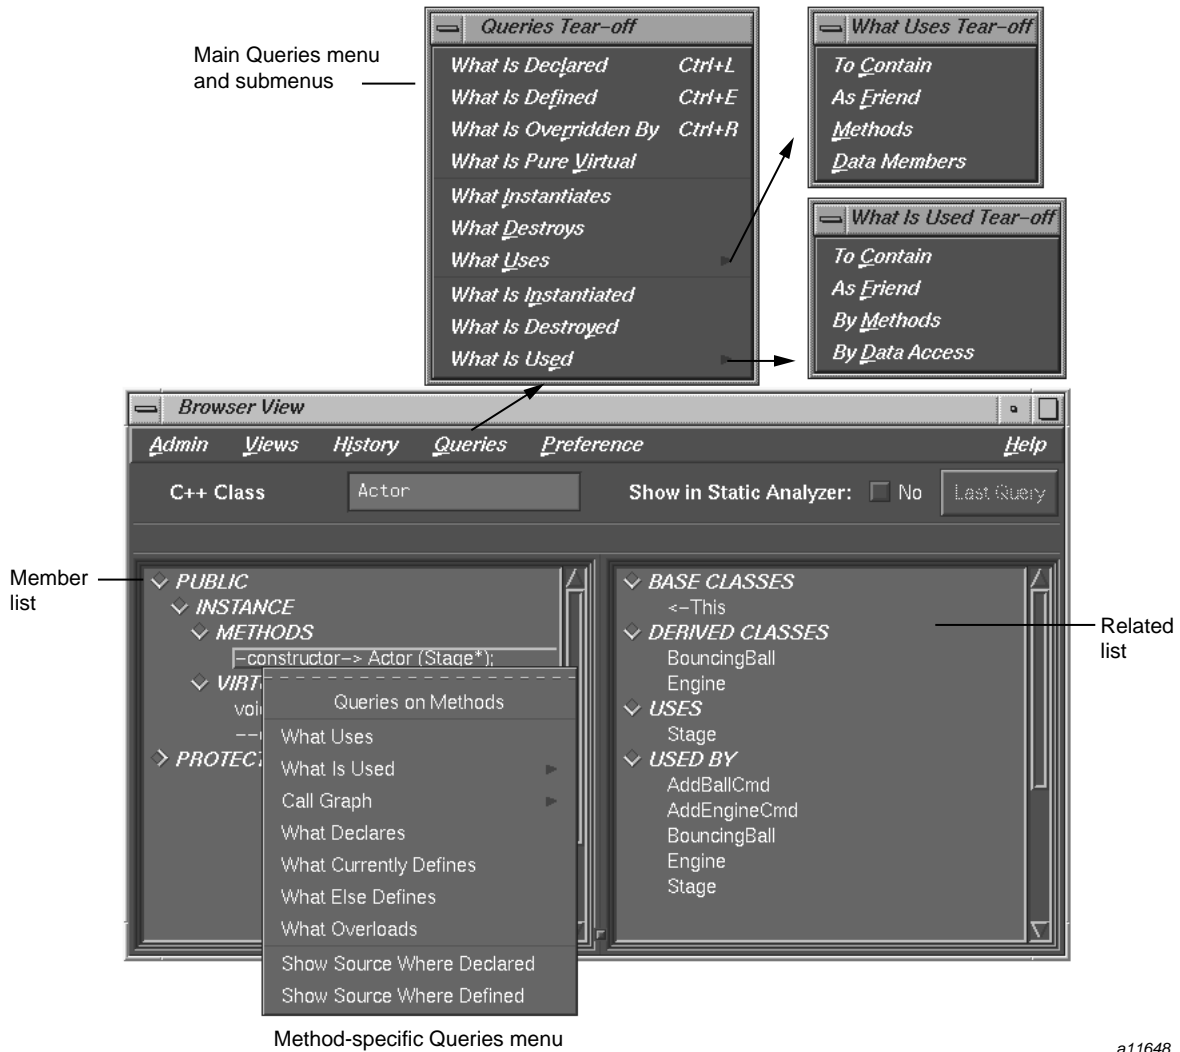 Main Queries menu
and submenus
Queries Tear-off
What Is Declared Ctrl+L
What Is Defined Ctrl+E
What Is Overridden By Ctrl+R
What Is Pure Virtual
What Instantiates
What Destroys
What Uses
What Is Instantiated
What Is Destroyed
What Is Used
What Uses Tear-off
To Contain
As Friend
Methods
Data Members
What Is Used Tear-off
To Contain
As Friend
By Methods
By Data Access
Browser View
Admin Views History Queries Preference Help
C++ Class Actor Show in Static Analyzer: No Last Query
Member
list
PUBLIC
INSTANCE
METHODS
-constructor-> Actor (Stage*);
VIRT
voi
PROTECT
Queries on Methods
What Uses
What Is Used
Call Graph
What Declares
What Currently Defines
What Else Defines
What Overloads
Show Source Where Declared
Show Source Where Defined
BASE CLASSES
<-This
DERIVED CLASSES
BouncingBall
Engine
USES
Stage
USED BY
AddBallCmd
AddEngineCmd
BouncingBall
Engine
Stage
Related
list
Method-specific Queries menu
a11648